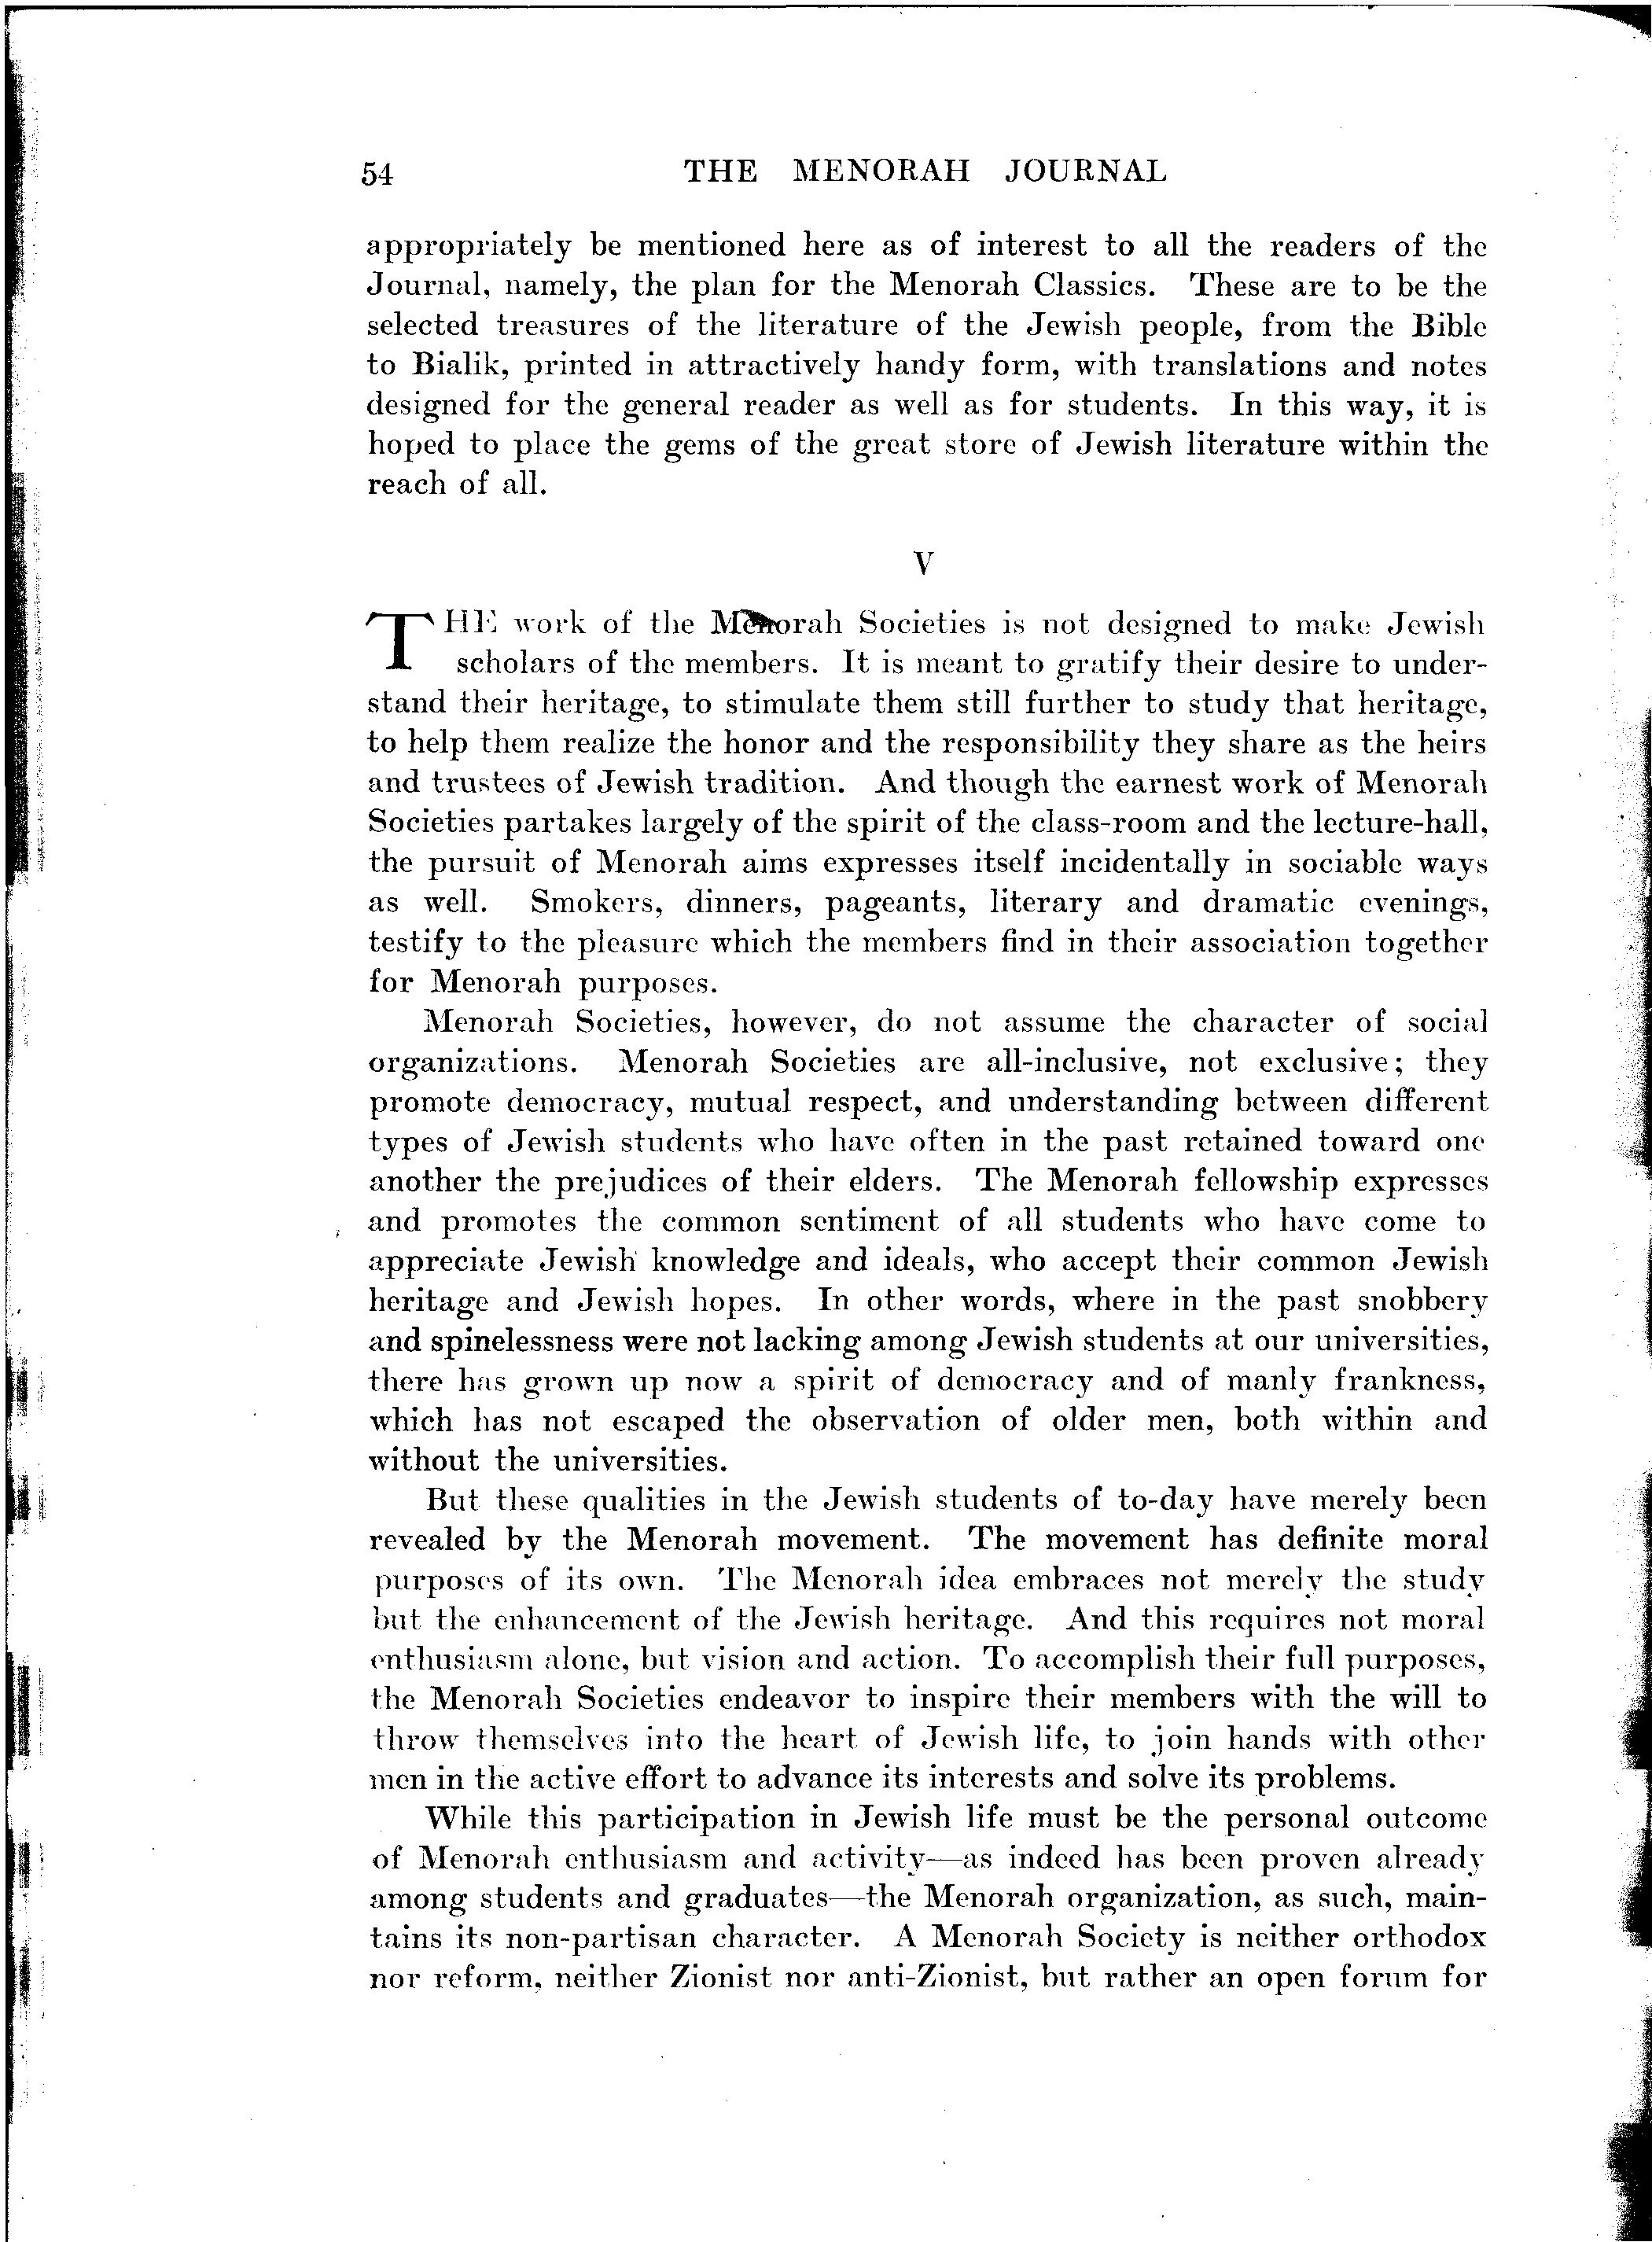 54 THE MENORAH JOURNAL
appropriately be mentioned here as of interest to all the readers of the
Journal, namely, the plan for the Menorah Classics. These are to be the
selected treasures of the literature of the Jewish people, from the Bible
to Bialik, printed in attractively handy form, with translations and notes
designed for the general reader as well as for students. In this way, it is
hoped to place the gems of the great store of Jewish literature within the
reach of all.
V
THE work of the Menorah Societies is not designed to make Jewish
scholars of the members. It is meant to gratify their desire to under-
stand their heritage, to stimulate them still further to study that heritage,
to help them realize the honor and the responsibility they share as the heirs
and trustees of Jewish tradition. And though the earnest work of Menorah
Societies partakes largely of the spirit of the class-room and the lecture-hall,
the pursuit of Menorah aims expresses itself incidentally in sociable ways
as well. Smokers, dinners, pageants, literary and dramatic evenings,
testify to the pleasure which the members find in their association together
for Menorah purposes.
Menorah Societies, however, do not assume the character of social
organizations. Menorah Societies are all-inclusive, not exclusive; they
promote democracy, mutual respect, and understanding between different
types of Jewish students who have often in the past retained toward one
another the prejudices of their elders. The Menorah fellowship expresses
and promotes the common sentiment of all students who have come to
appreciate Jewish knowledge and ideals, who accept their common Jewish
heritage and Jewish hopes. In other words, where in the past snobbery
and spinelessness were not lacking among Jewish students at our universities,
there has grown up now a spirit of democracy and of manly frankness,
which has not escaped the observation of older men, both within and
without the universities.
But these qualities in the Jewish students of to-day have merely been
revealed by the Menorah movement. The movement has definite moral
purposes of its own. The Menorah idea embraces not merely the study
but the enhancement of the Jewish heritage. And this requires not moral
enthusiasm alone, but vision and action. To accomplish their full purposes,
the Menorah Societies endeavor to inspire their members with the will to
throw themselves into the heart of Jewish life, to join hands with other
men in the active effort to advance its interests and solve its problems.
While this participation in Jewish life must be the personal outcome
of Menorah enthusiasm and activity—as indeed has been proven already
among students and graduates—the Menorah organization, as such, main-
tains its non-partisan character. A Menorah Society is neither orthodox
nor reform, neither Zionist nor anti-Zionist, but rather an open forum for